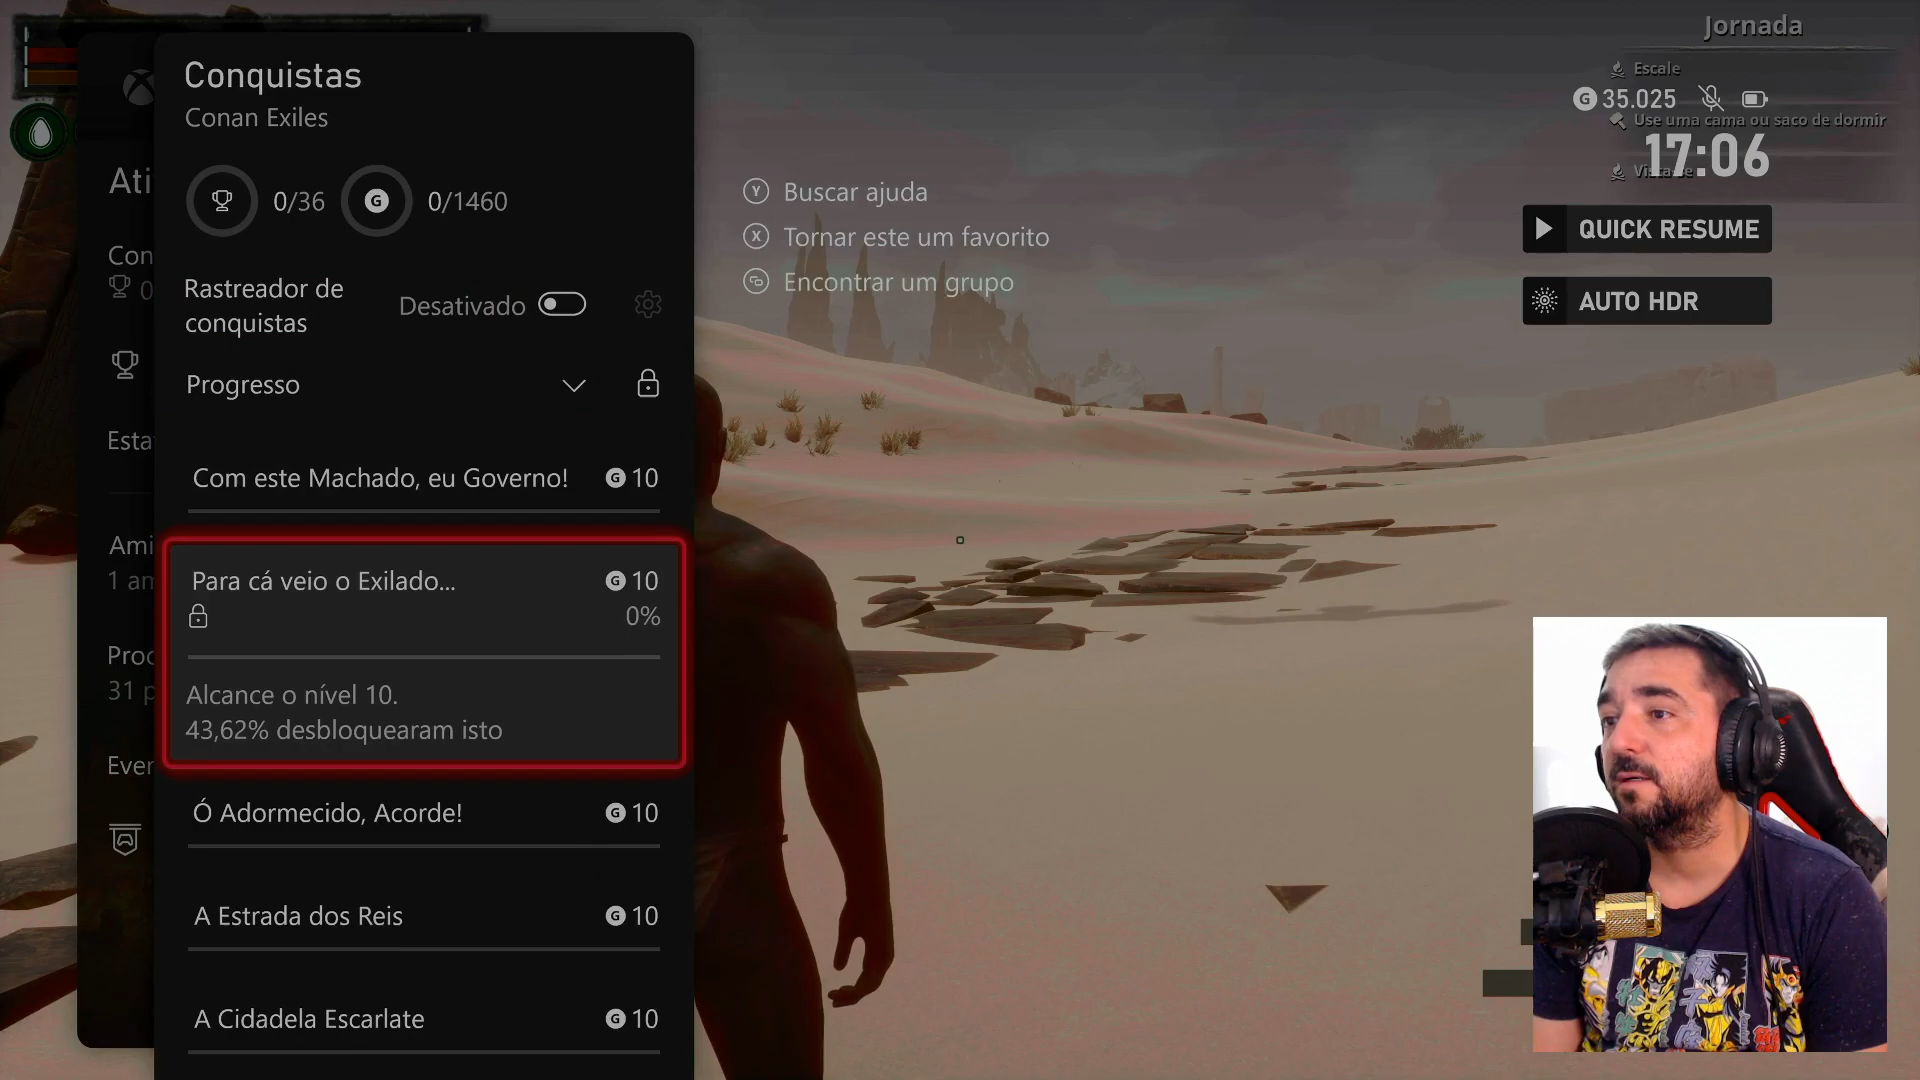 Conquistas
Conan Exiles
0/36
G
0/1460
Rastreador de
conquistas
Desativado
Progresso
Com este Machado, eu Governo!
G 10
Para cá veio o Exilado...
G 10
0%
Alcance o nível 10.
43,62% desbloquearam isto
Ó Adormecido, Acorde!
G 10
A Estrada dos Reis
G 10
A Cidadela Escarlate
G 10
Ati
Con
0
Esta
Ami
1 am
Proc
31 p
Ever
Y Buscar ajuda
X Tornar este um favorito
Encontrar um grupo
Jornada
Escale
G 35.025
Use uma cama ou saco de dormir
17:06
QUICK RESUME
AUTO HDR